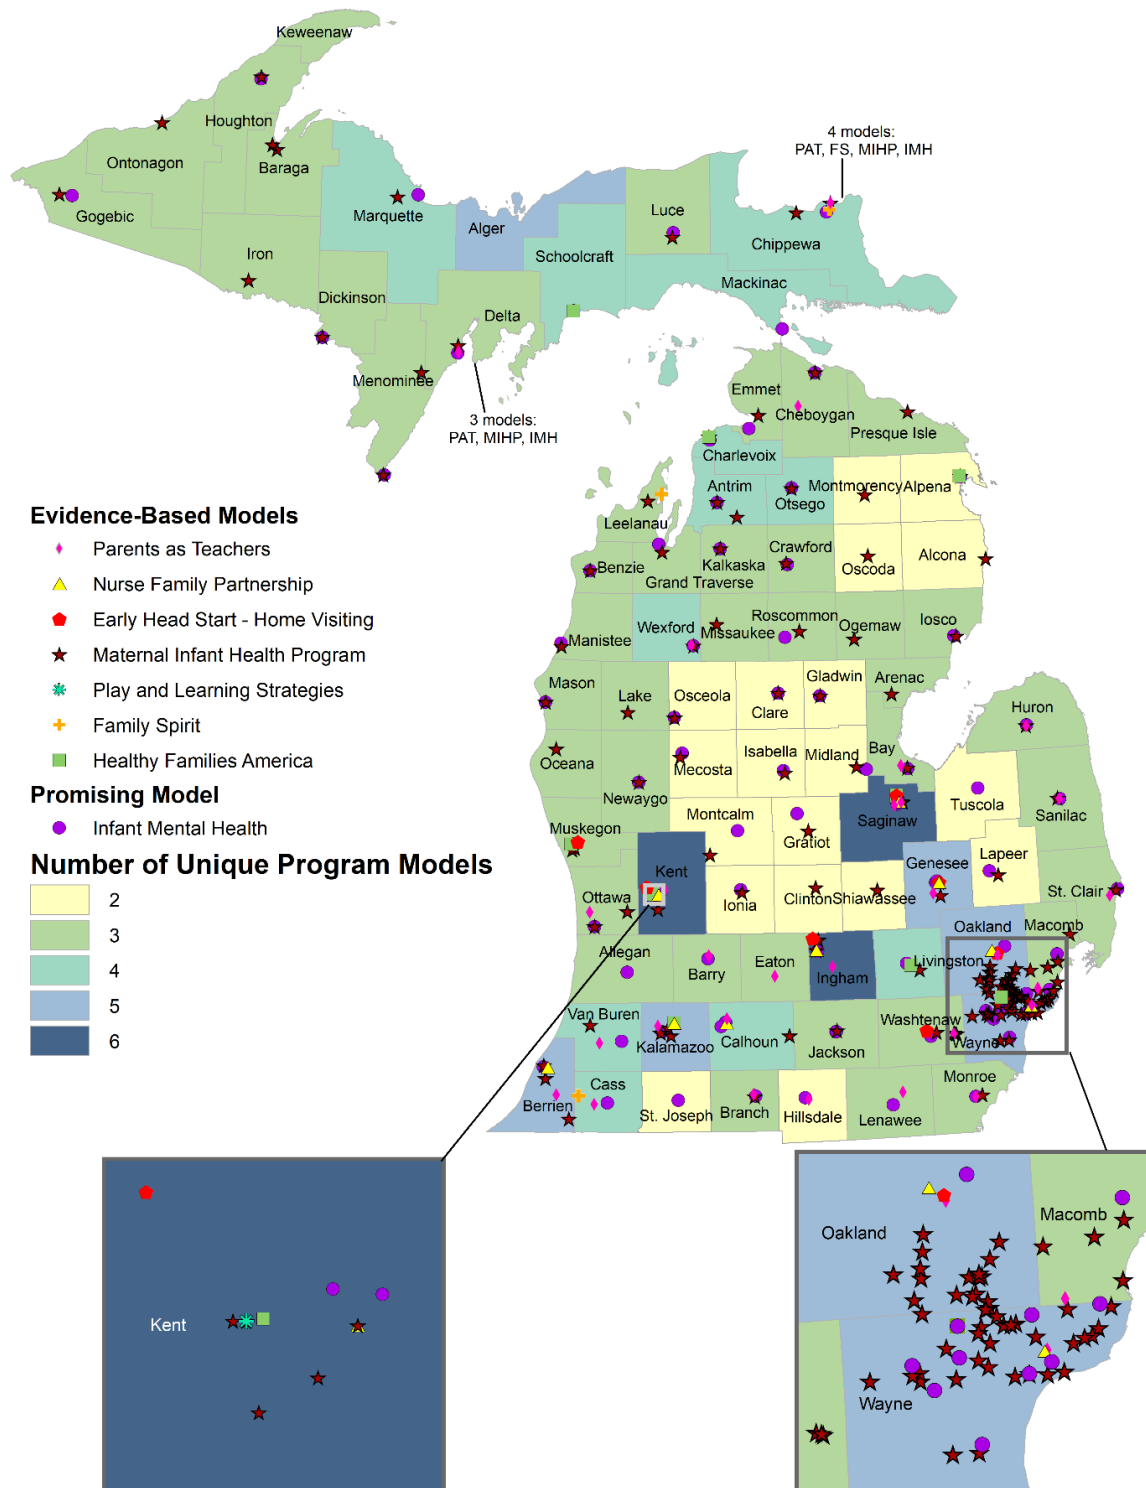 Keweenaw
Houghton
Ontonagon
Baraga
Gogebic
Marquette
Alger
Luce
4 models:
PAT, FS, MIHP, IMH
Chippewa
Schoolcraft
Mackinac
Iron
Dickinson
Delta
Menominee
3 models:
PAT, MIHP, IMH
Emmet
Cheboygan
Presque Isle
Charlevoix
Antrim
Otsego
Montmorency
Alpena
Leelanau
Benzie
Grand Traverse
Kalkaska
Crawford
Oscoda
Alcona
Manistee
Wexford
Missaukee
Roscommon
Ogemaw
Iosco
Mason
Lake
Osceola
Clare
Gladwin
Arenac
Huron
Oceana
Newaygo
Mecosta
Isabella
Midland
Bay
Tuscola
Sanilac
Muskegon
Montcalm
Gratiot
Saginaw
Genesee
Lapeer
St. Clair
Kent
Ottawa
Ionia
Clinton
Shiawassee
Oakland
Macomb
Allegan
Barry
Eaton
Ingham
Livingston
Van Buren
Kalamazoo
Calhoun
Jackson
Washtenaw
Wayne
Berrien
Cass
St. Joseph
Branch
Hillsdale
Lenawee
Monroe
Evidence-Based Models
Parents as Teachers
Nurse Family Partnership
Early Head Start - Home Visiting
Maternal Infant Health Program
Play and Learning Strategies
Family Spirit
Healthy Families America
Promising Model
Infant Mental Health
Number of Unique Program Models
2
3
4
5
6
Kent
Oakland
Macomb
Wayne